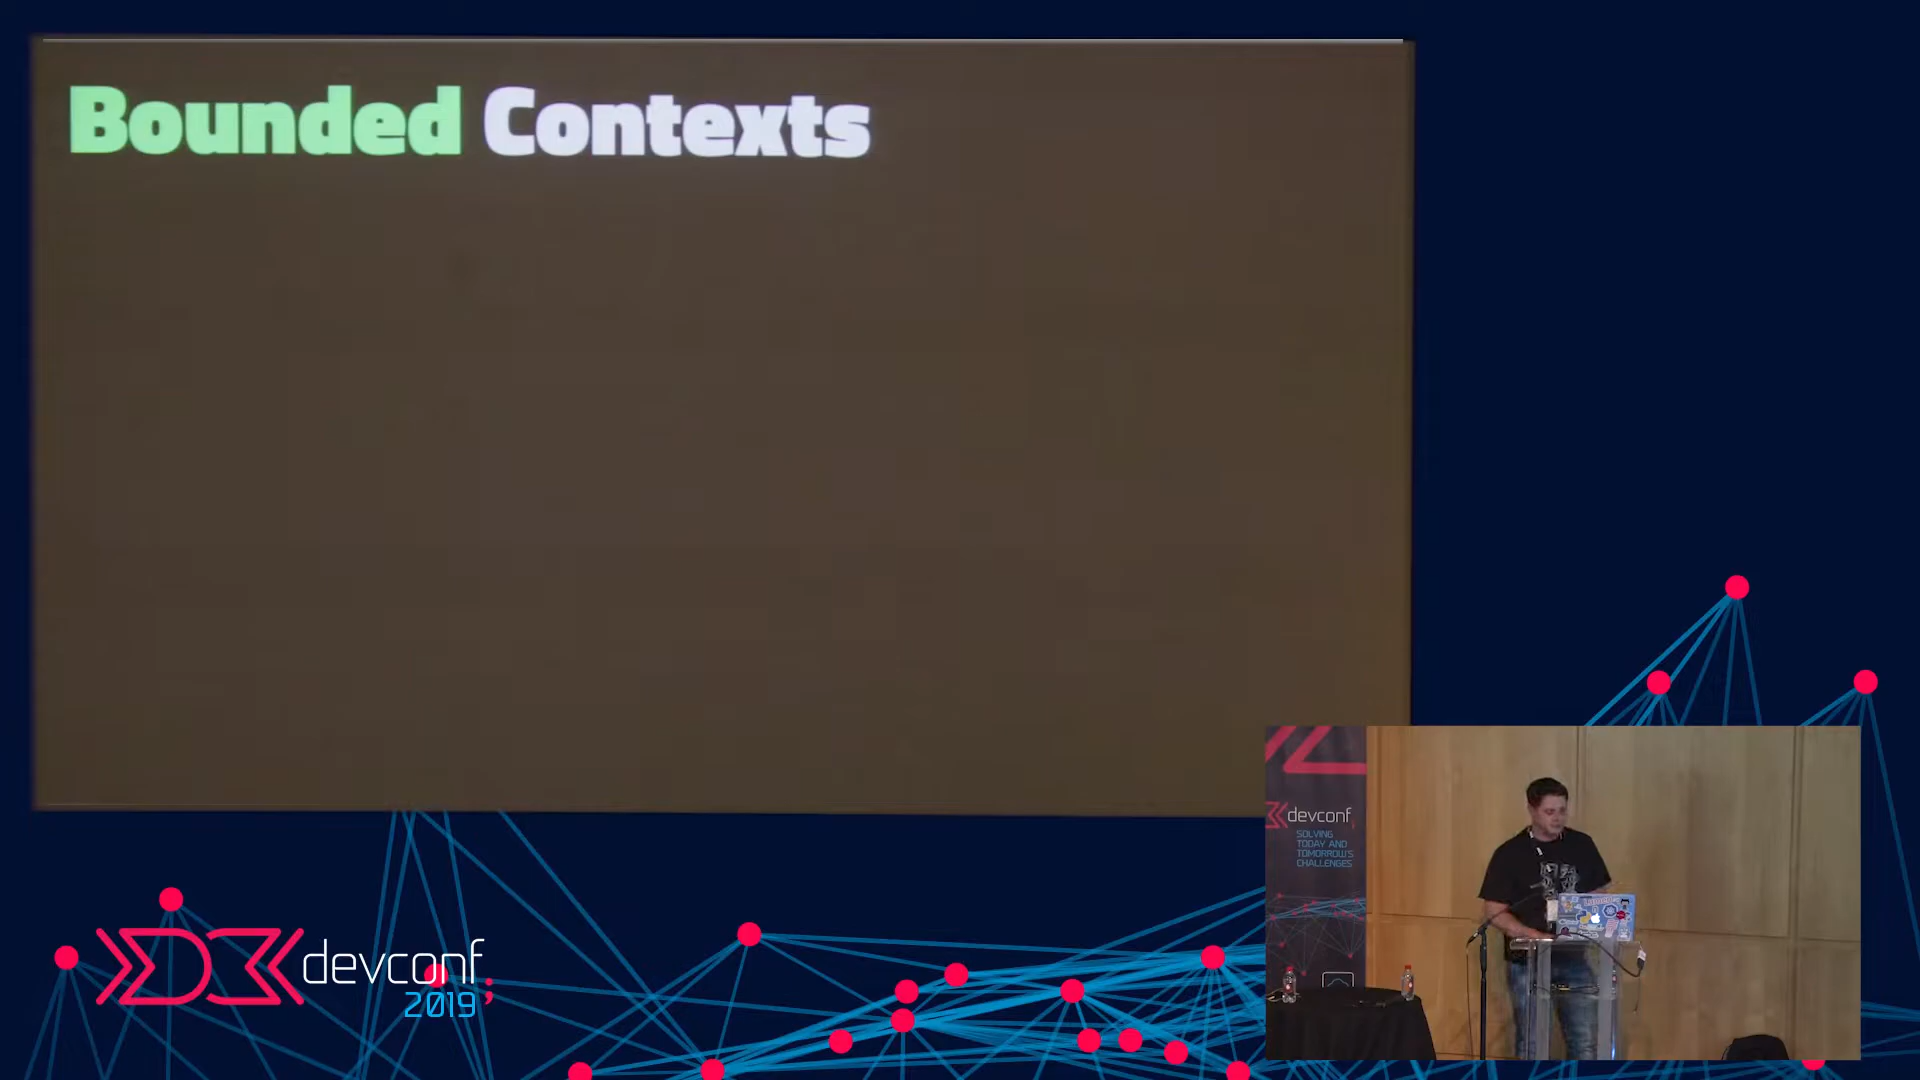 Bounded Contexts
devconf;
2019
devconf;
SOLVING
TODAY AND
TOMORROW'S
CHALLENGES